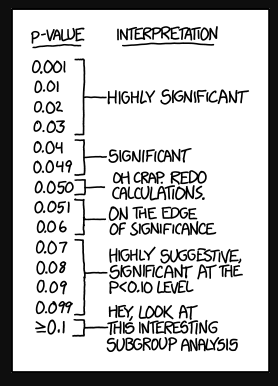 P-VALUE INTERPRETATION
0.001
0.01
0.02
0.03
HIGHLY SIGNIFICANT
0.04
0.049
SIGNIFICANT
0.050
OH CRAP. REDO
CALCULATIONS.
0.051
0.06
ON THE EDGE
OF SIGNIFICANCE
0.07
0.08
0.09
0.099
HIGHLY SUGGESTIVE,
SIGNIFICANT AT THE
P<0.10 LEVEL
≥0.1
HEY, LOOK AT
THIS INTERESTING
SUBGROUP ANALYSIS